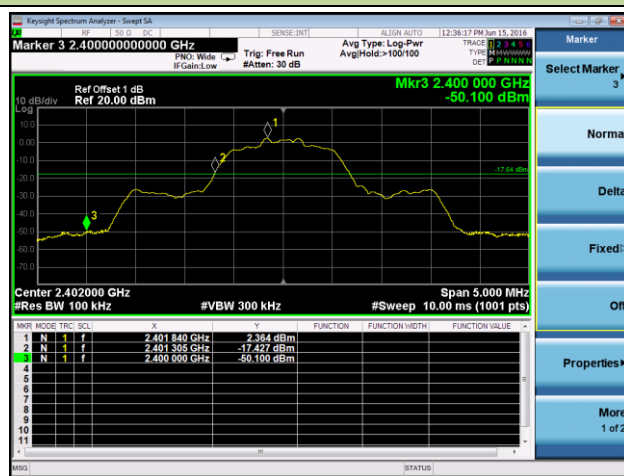 Keysight Spectrum Analyzer - Swept SA
RF 50 Ω DC SENSE:INT ALIGN AUTO 12:36:17 PM Jun 15, 2016
Marker 3 2.400000000000 GHz
PNO: Wide
IFGain:Low
Trig: Free Run
#Atten: 30 dB
Avg Type: Log-Pwr
Avg|Hold:>100/100
TRACE 1 2 3 4 5 6
TYPE M W W W W W
DET P P N N N N
Marker
Select Marker
3
Normal
Delta
Fixed
Off
Properties
More
1 of 2
Ref Offset 1 dB
10 dB/div Ref 20.00 dBm
Log
Mkr3 2.400 000 GHz
-50.100 dBm
10.0
0.00
-10.0
-20.0
-30.0
-40.0
-50.0
-60.0
-70.0
1
2
3
-17.64 dBm
Center 2.402000 GHz Span 5.000 MHz
#Res BW 100 kHz #VBW 300 kHz #Sweep 10.00 ms (1001 pts)
MKR MODE TRC SCL X Y FUNCTION FUNCTION WIDTH FUNCTION VALUE
1 N 1 f 2.401 840 GHz 2.364 dBm
2 N 1 f 2.401 305 GHz -17.427 dBm
3 N 1 f 2.400 000 GHz -50.100 dBm
4
5
6
7
8
9
10
11
MSG STATUS